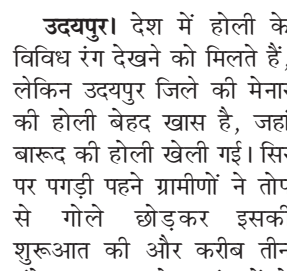 उदयपुर। देश में होली के
विविध रंग देखने को मिलते हैं,
लेकिन उदयपुर जिले की मेनार
की होली बेहद खास है, जहां
बारूद की होली खेली गई। सिर
पर पगड़ी पहने ग्रामीणों ने तोप
से गोले छोड़कर इसकी
शुरूआत की और करीब तीन